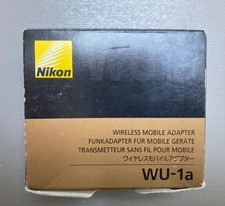 Nikon
WIRELESS MOBILE ADAPTER
FUNKADAPTER FÜR MOBILE GERÄTE
TRANSMETTEUR SANS FIL POUR MOBILE
ワイヤレスモバイルアダプター
WU-1a